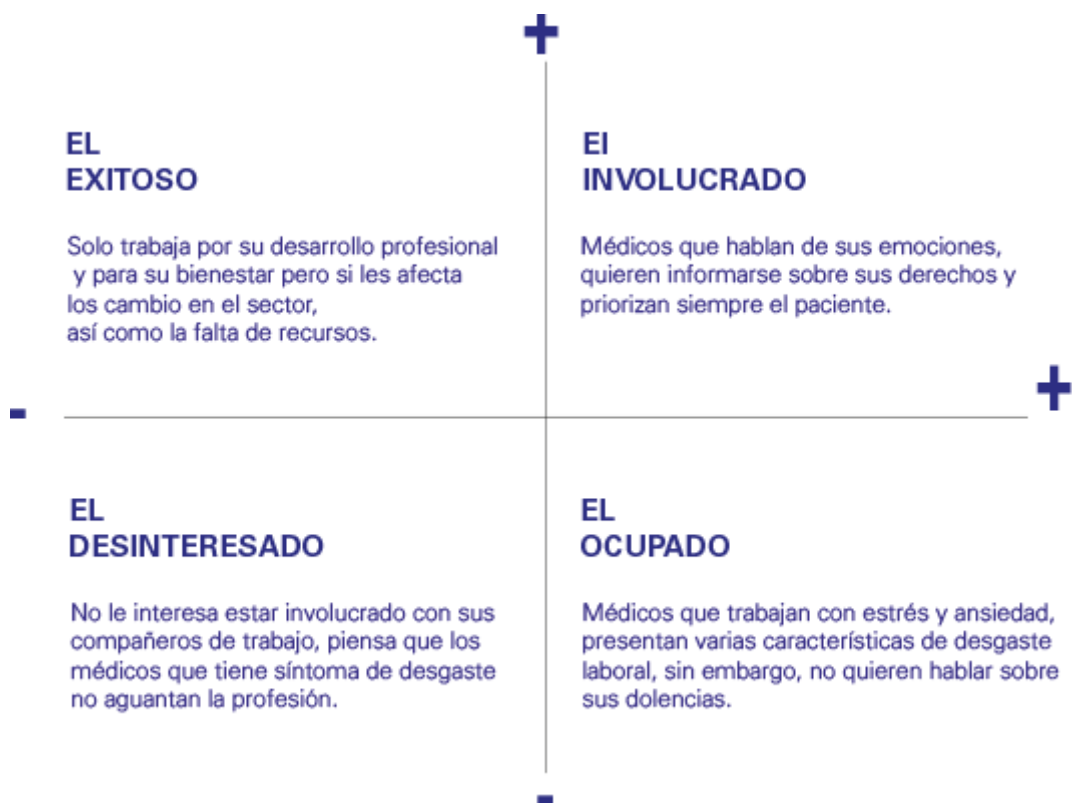 +
EL
EXITOSO
Solo trabaja por su desarrollo profesional
y para su bienestar pero si les afecta
los cambio en el sector,
así como la falta de recursos.
El
INVOLUCRADO
Médicos que hablan de sus emociones,
quieren informarse sobre sus derechos y
priorizan siempre el paciente.
-
+
EL
DESINTERESADO
No le interesa estar involucrado con sus
compañeros de trabajo, piensa que los
médicos que tiene síntoma de desgaste
no aguantan la profesión.
EL
OCUPADO
Médicos que trabajan con estrés y ansiedad,
presentan varias características de desgaste
laboral, sin embargo, no quieren hablar sobre
sus dolencias.
-